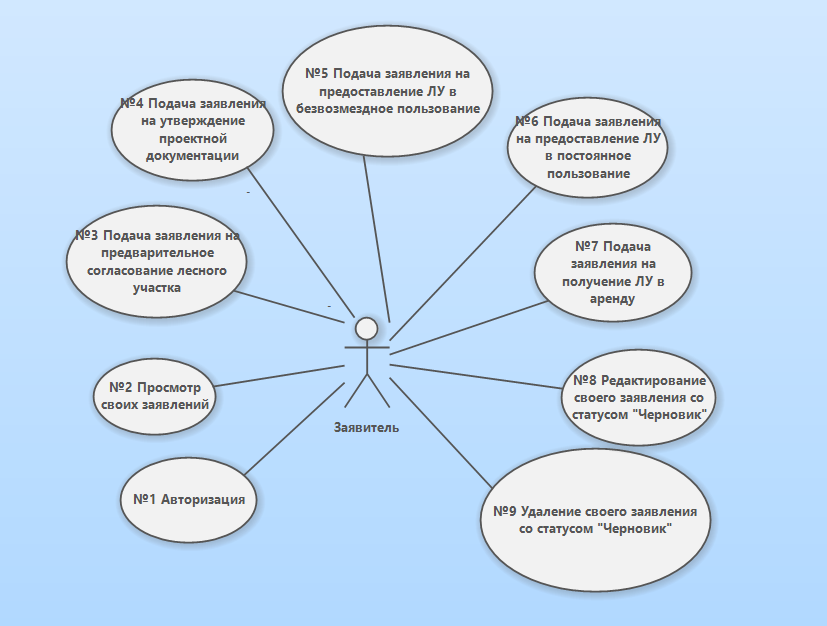 №5 Подача заявления на
предоставление ЛУ в
безвозмездное пользование
№4 Подача заявления
на утверждение
проектной
документации
№6 Подача заявления
на предоставление ЛУ
в постоянное
пользование
№3 Подача заявления на
предварительное
согласование лесного
участка
№7 Подача
заявления на
получение ЛУ в
аренду
№2 Просмотр
своих заявлений
№8 Редактирование
своего заявления со
статусом "Черновик"
Заявитель
№1 Авторизация
№9 Удаление своего заявления
со статусом "Черновик"